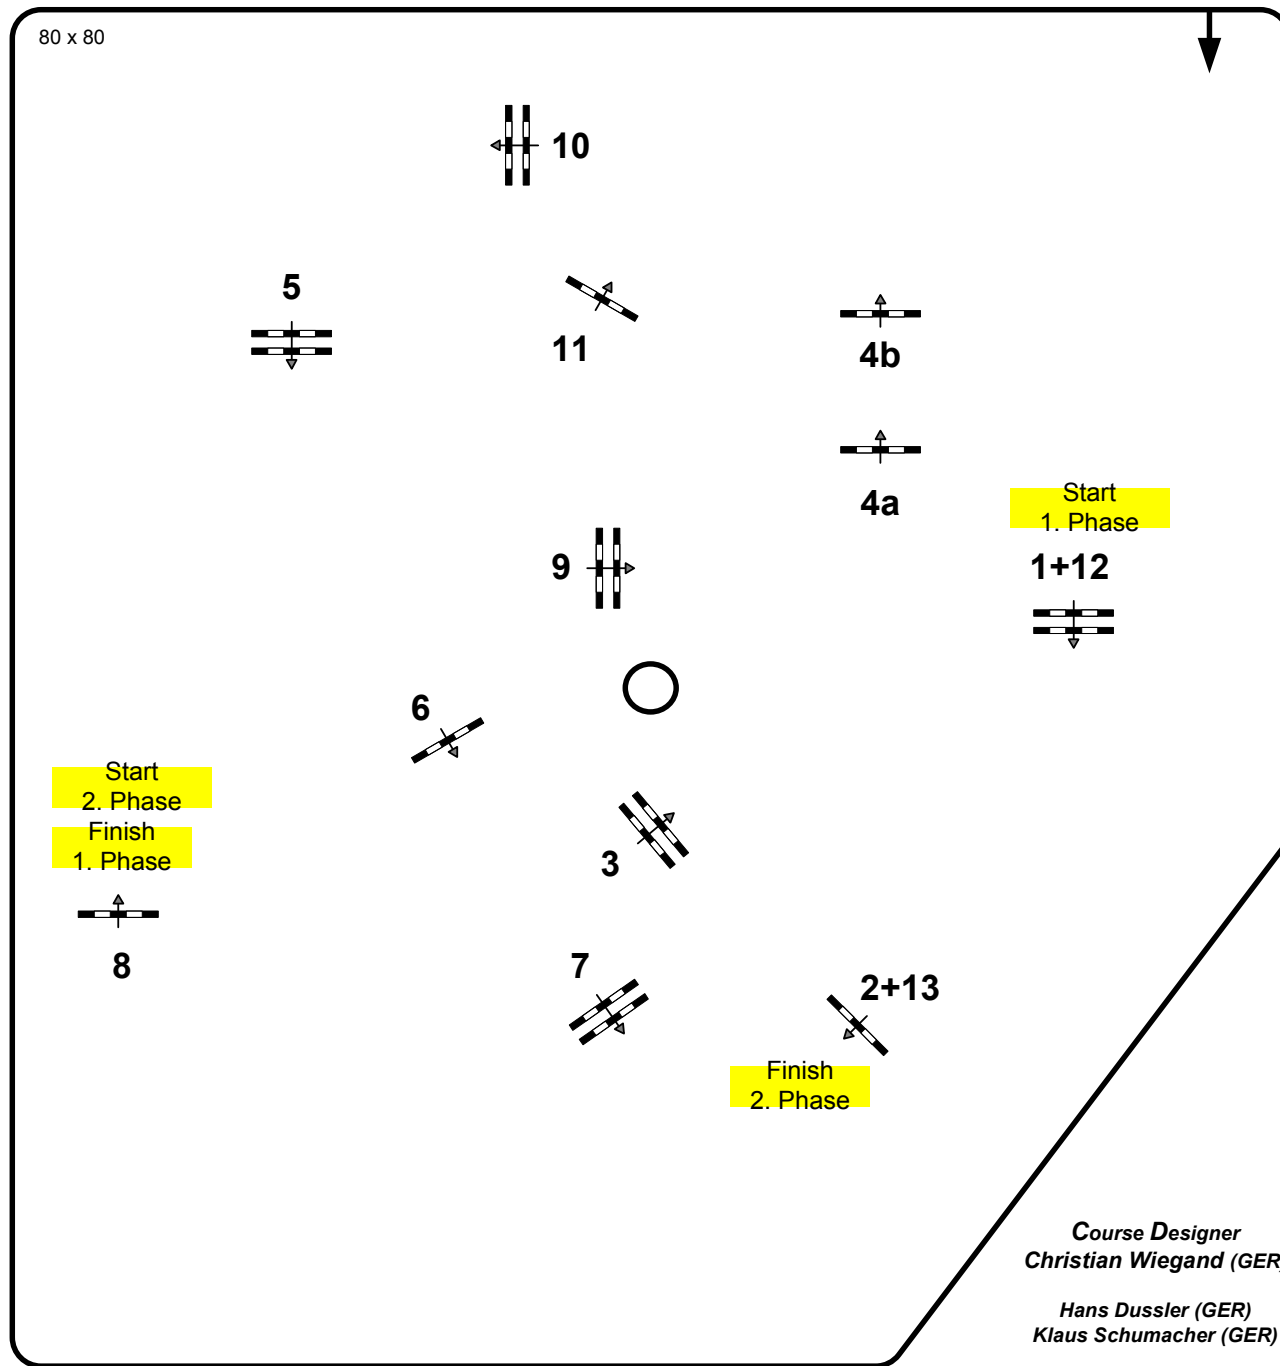 80 x 80
10
5
11
4b
4a
Start
1. Phase
9
1+12
6
Start
2. Phase
Finish
1. Phase
3
8
7
2+13
Finish
2. Phase
Course Designer
Christian Wiegand (GER)
Hans Dussler (GER)
Klaus Schumacher (GER)